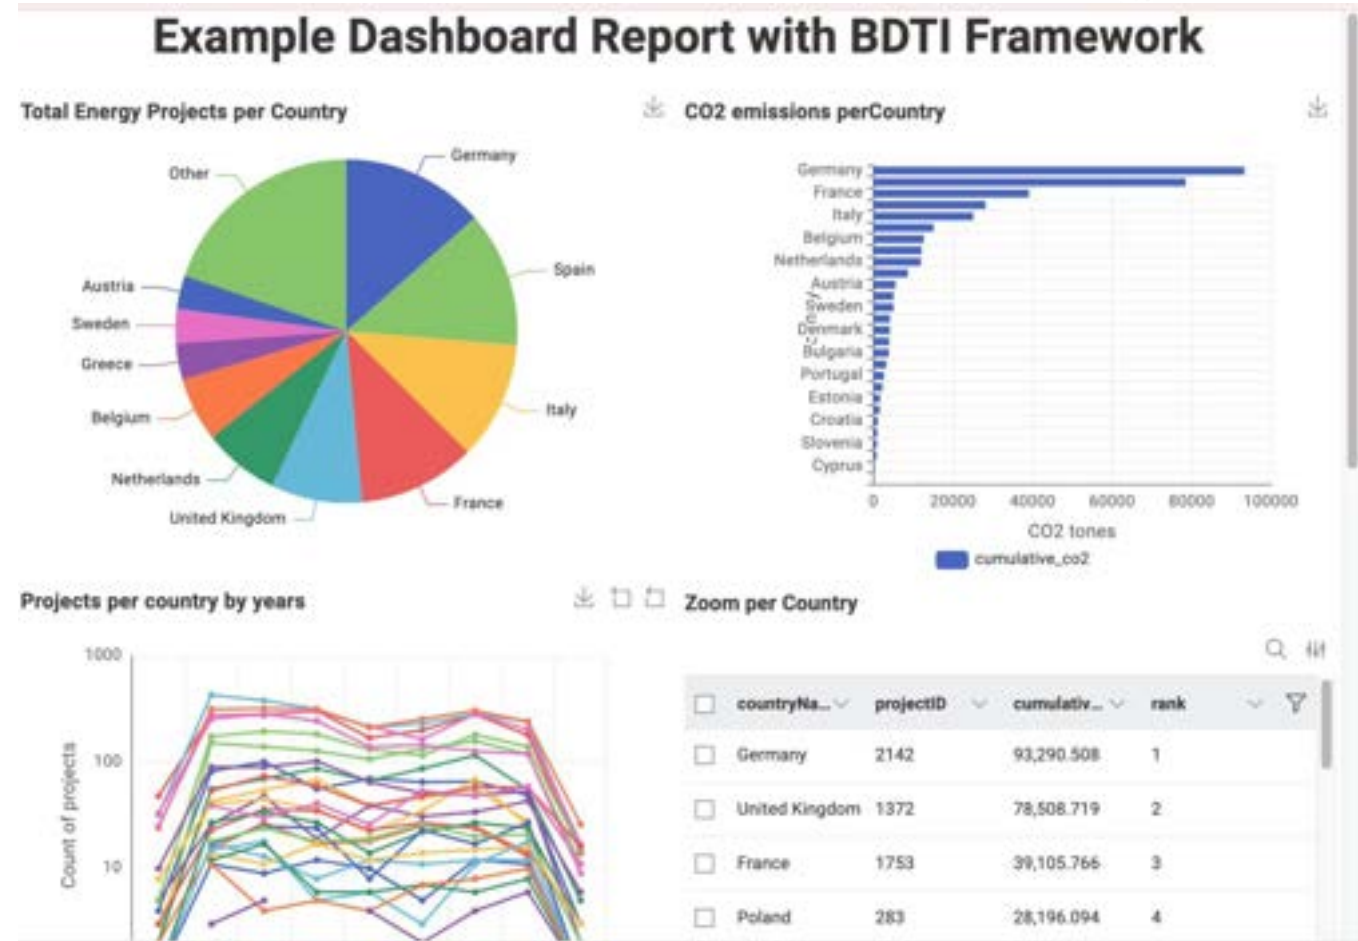 Example Dashboard Report with BDTI Framework
Total Energy Projects per Country
Germany
Other
Spain
Austria
Sweden
Greece
Italy
Belgium
Netherlands
France
United Kingdom
CO2 emissions perCountry
Germany
France
Italy
Belgium
Netherlands
Austria
Sweden
Denmark
Bulgaria
Portugal
Estonia
Croatia
Slovenia
Cyprus
0 20000 40000 60000 80000 100000
CO2 tones
cumulative_co2
Projects per country by years
1000
100
10
Count of projects
Zoom per Country
countryNa... projectID cumulativ... rank
Germany 2142 93,290.508 1
United Kingdom 1372 78,508.719 2
France 1753 39,105.766 3
Poland 283 28,196.094 4